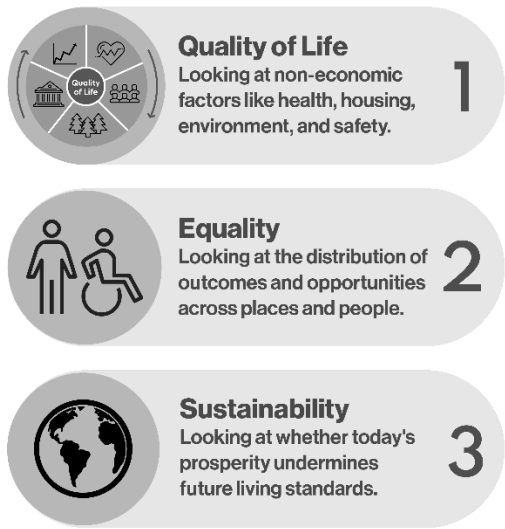 Quality
of Life
Quality of Life
Looking at non-economic
factors like health, housing,
environment, and safety.
1
Equality
Looking at the distribution of
outcomes and opportunities
across places and people.
2
Sustainability
Looking at whether today's
prosperity undermines
future living standards.
3